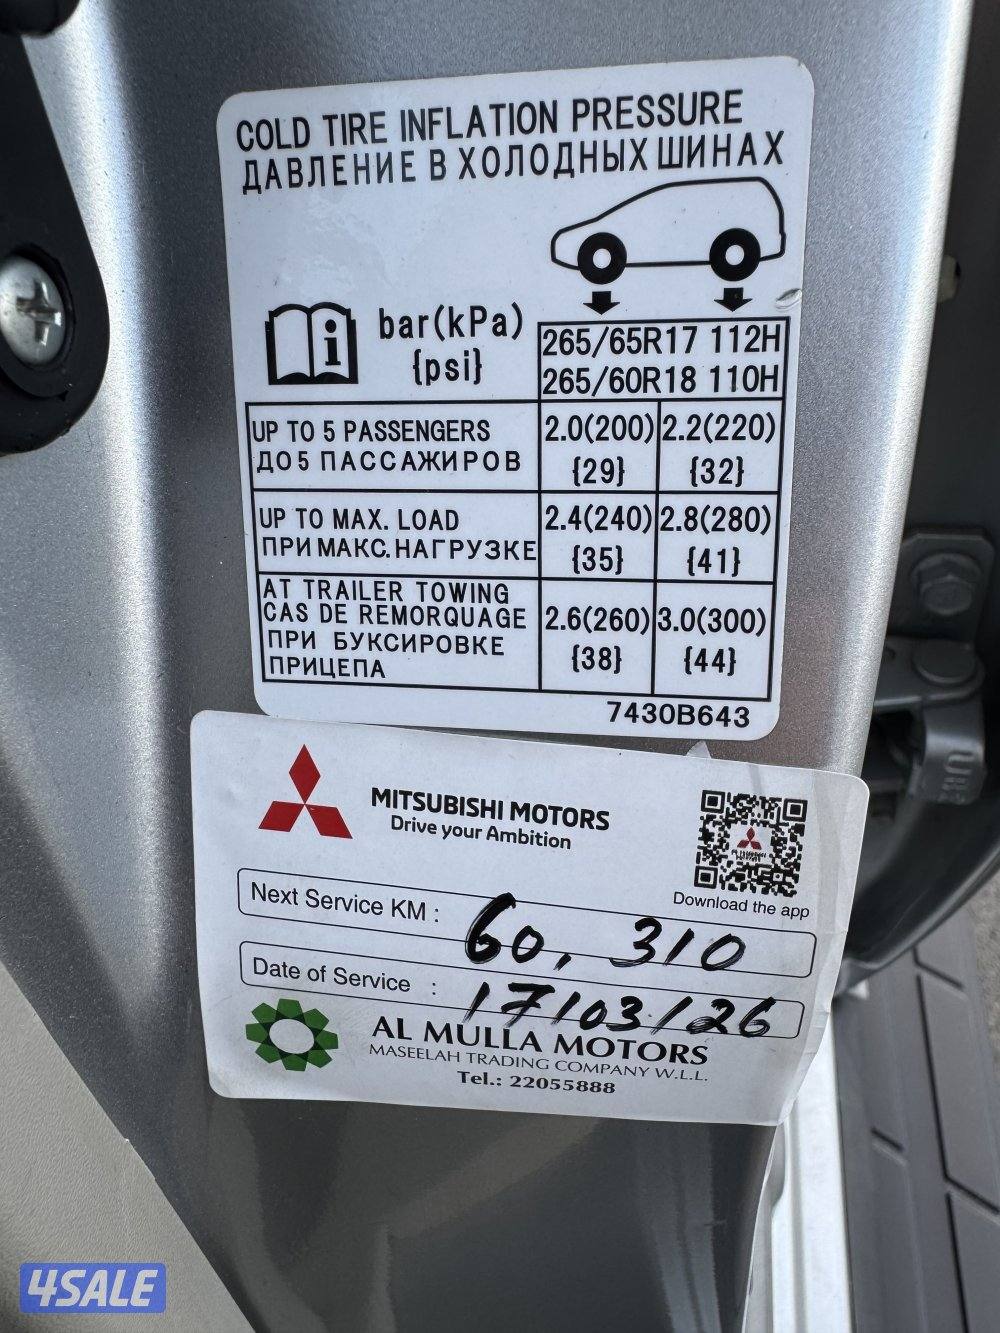 COLD TIRE INFLATION PRESSURE
ДАВЛЕНИЕ В ХОЛОДНЫХ ШИНАХ
bar(kPa)
{psi}
265/65R17 112H
265/60R18 110H
UP TO 5 PASSENGERS
ДО 5 ПАССАЖИРОВ
2.0(200) 2.2(220)
{29} {32}
UP TO MAX. LOAD
ПРИ МАКС. НАГРУЗКЕ
2.4(240) 2.8(280)
{35} {41}
AT TRAILER TOWING
CAS DE REMORQUAGE
ПРИ БУКСИРОВКЕ
ПРИЦЕПА
2.6(260) 3.0(300)
{38} {44}
7430B643
MITSUBISHI MOTORS
Drive your Ambition
Download the app
Next Service KM : 60,310
Date of Service : 17/03/26
AL MULLA MOTORS
MASEELAH TRADING COMPANY W.L.L.
Tel.: 22055888
4SALE